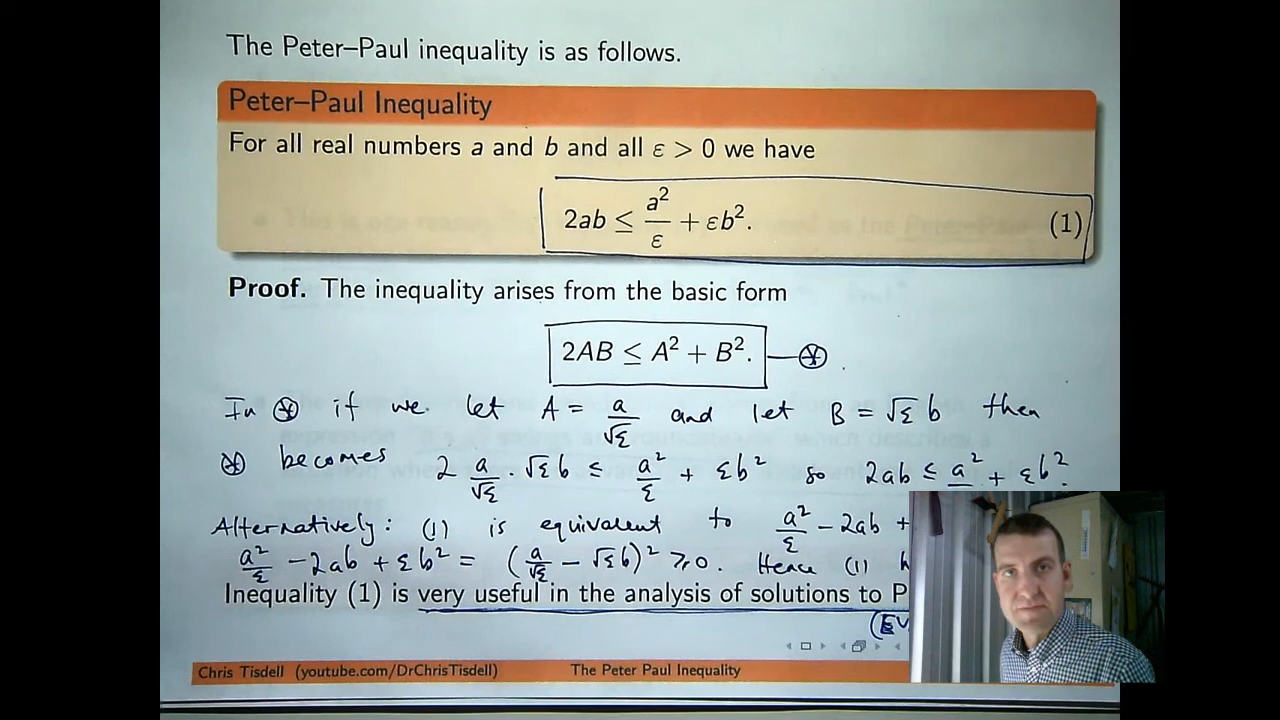 The Peter–Paul inequality is as follows.
Peter–Paul Inequality
For all real numbers a and b and all ε > 0 we have
2ab ≤ a²/ε + εb². (1)
Proof. The inequality arises from the basic form
2AB ≤ A² + B². — ⊛
In ⊛ if we let A = a/√ε and let B = √ε b then
⊛ becomes 2 a/√ε · √ε b ≤ a²/ε + εb² so 2ab ≤ a² + εb².
Alternatively: (1) is equivalent to a²/ε − 2ab +
a²/ε − 2ab + εb² = (a/√ε − √ε b)² ≥ 0. Hence (1) h
Inequality (1) is very useful in the analysis of solutions to P
Chris Tisdell (youtube.com/DrChrisTisdell) The Peter Paul Inequality